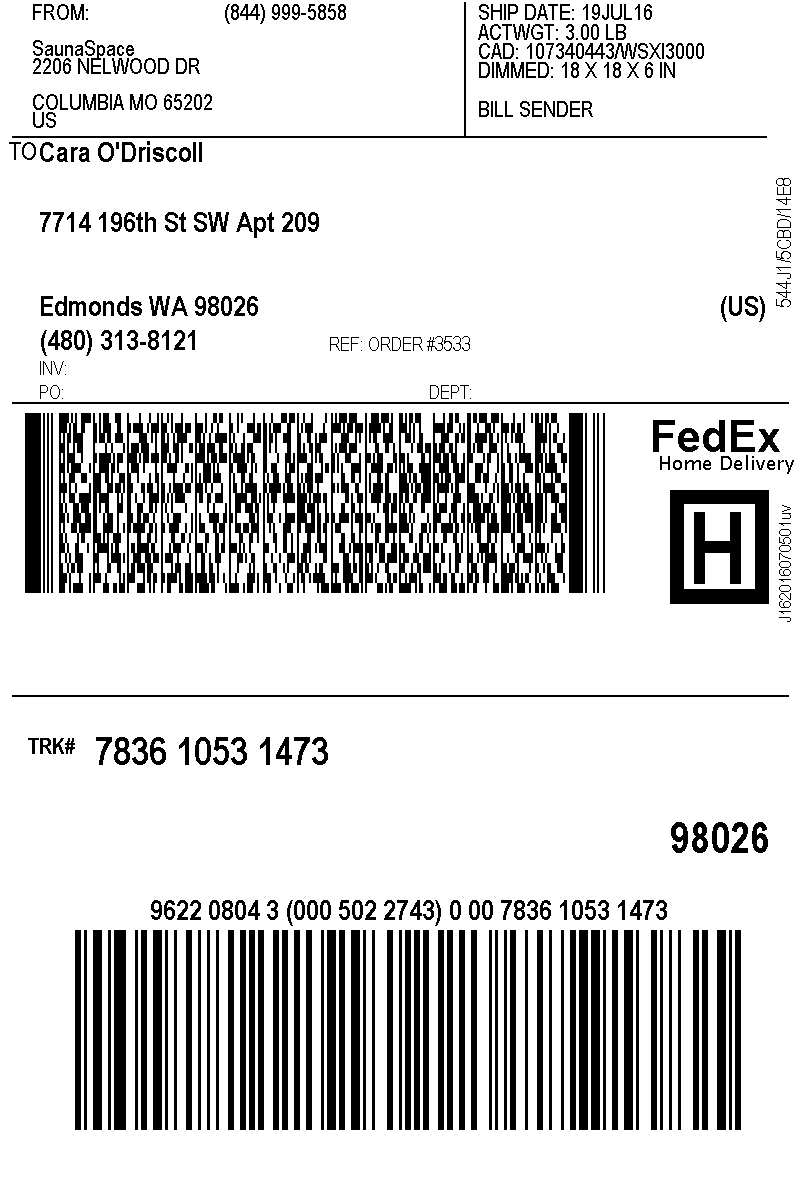 FROM: (844) 999-5858
SaunaSpace
2206 NELWOOD DR
COLUMBIA MO 65202
US
SHIP DATE: 19JUL16
ACTWGT: 3.00 LB
CAD: 107340443/WSXI3000
DIMMED: 18 X 18 X 6 IN
BILL SENDER
TO Cara O'Driscoll
7714 196th St SW Apt 209
Edmonds WA 98026 (US)
(480) 313-8121 REF: ORDER #3533
INV:
PO: DEPT:
544J1/5CBD/14E8
FedEx
Home Delivery
H
J162016070501uv
TRK# 7836 1053 1473
98026
9622 0804 3 (000 502 2743) 0 00 7836 1053 1473